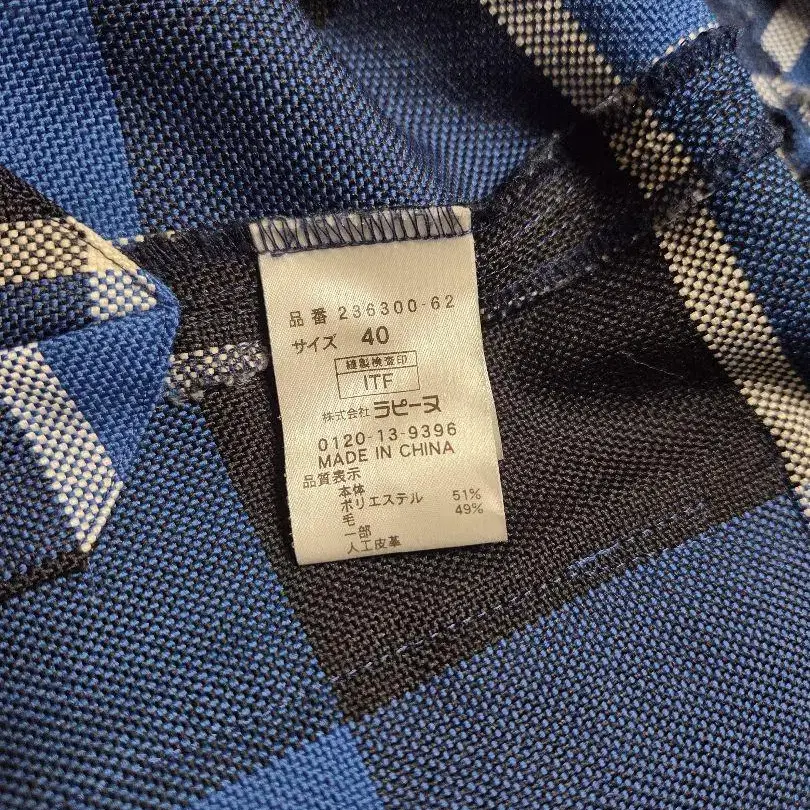 品番 236300-62
サイズ 40
縫製検査印
ITF
株式会社 ラピーヌ
0120-13-9396
MADE IN CHINA
品質表示
本体
ポリエステル 51%
毛 49%
一部
人工皮革